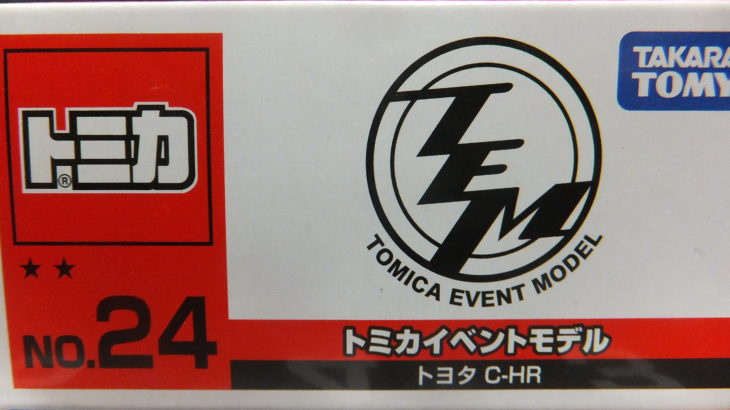 トミカ
®
★★
NO.24
TEM
TOMICA EVENT MODEL
TAKARA
TOMY
トミカイベントモデル
トヨタ C-HR